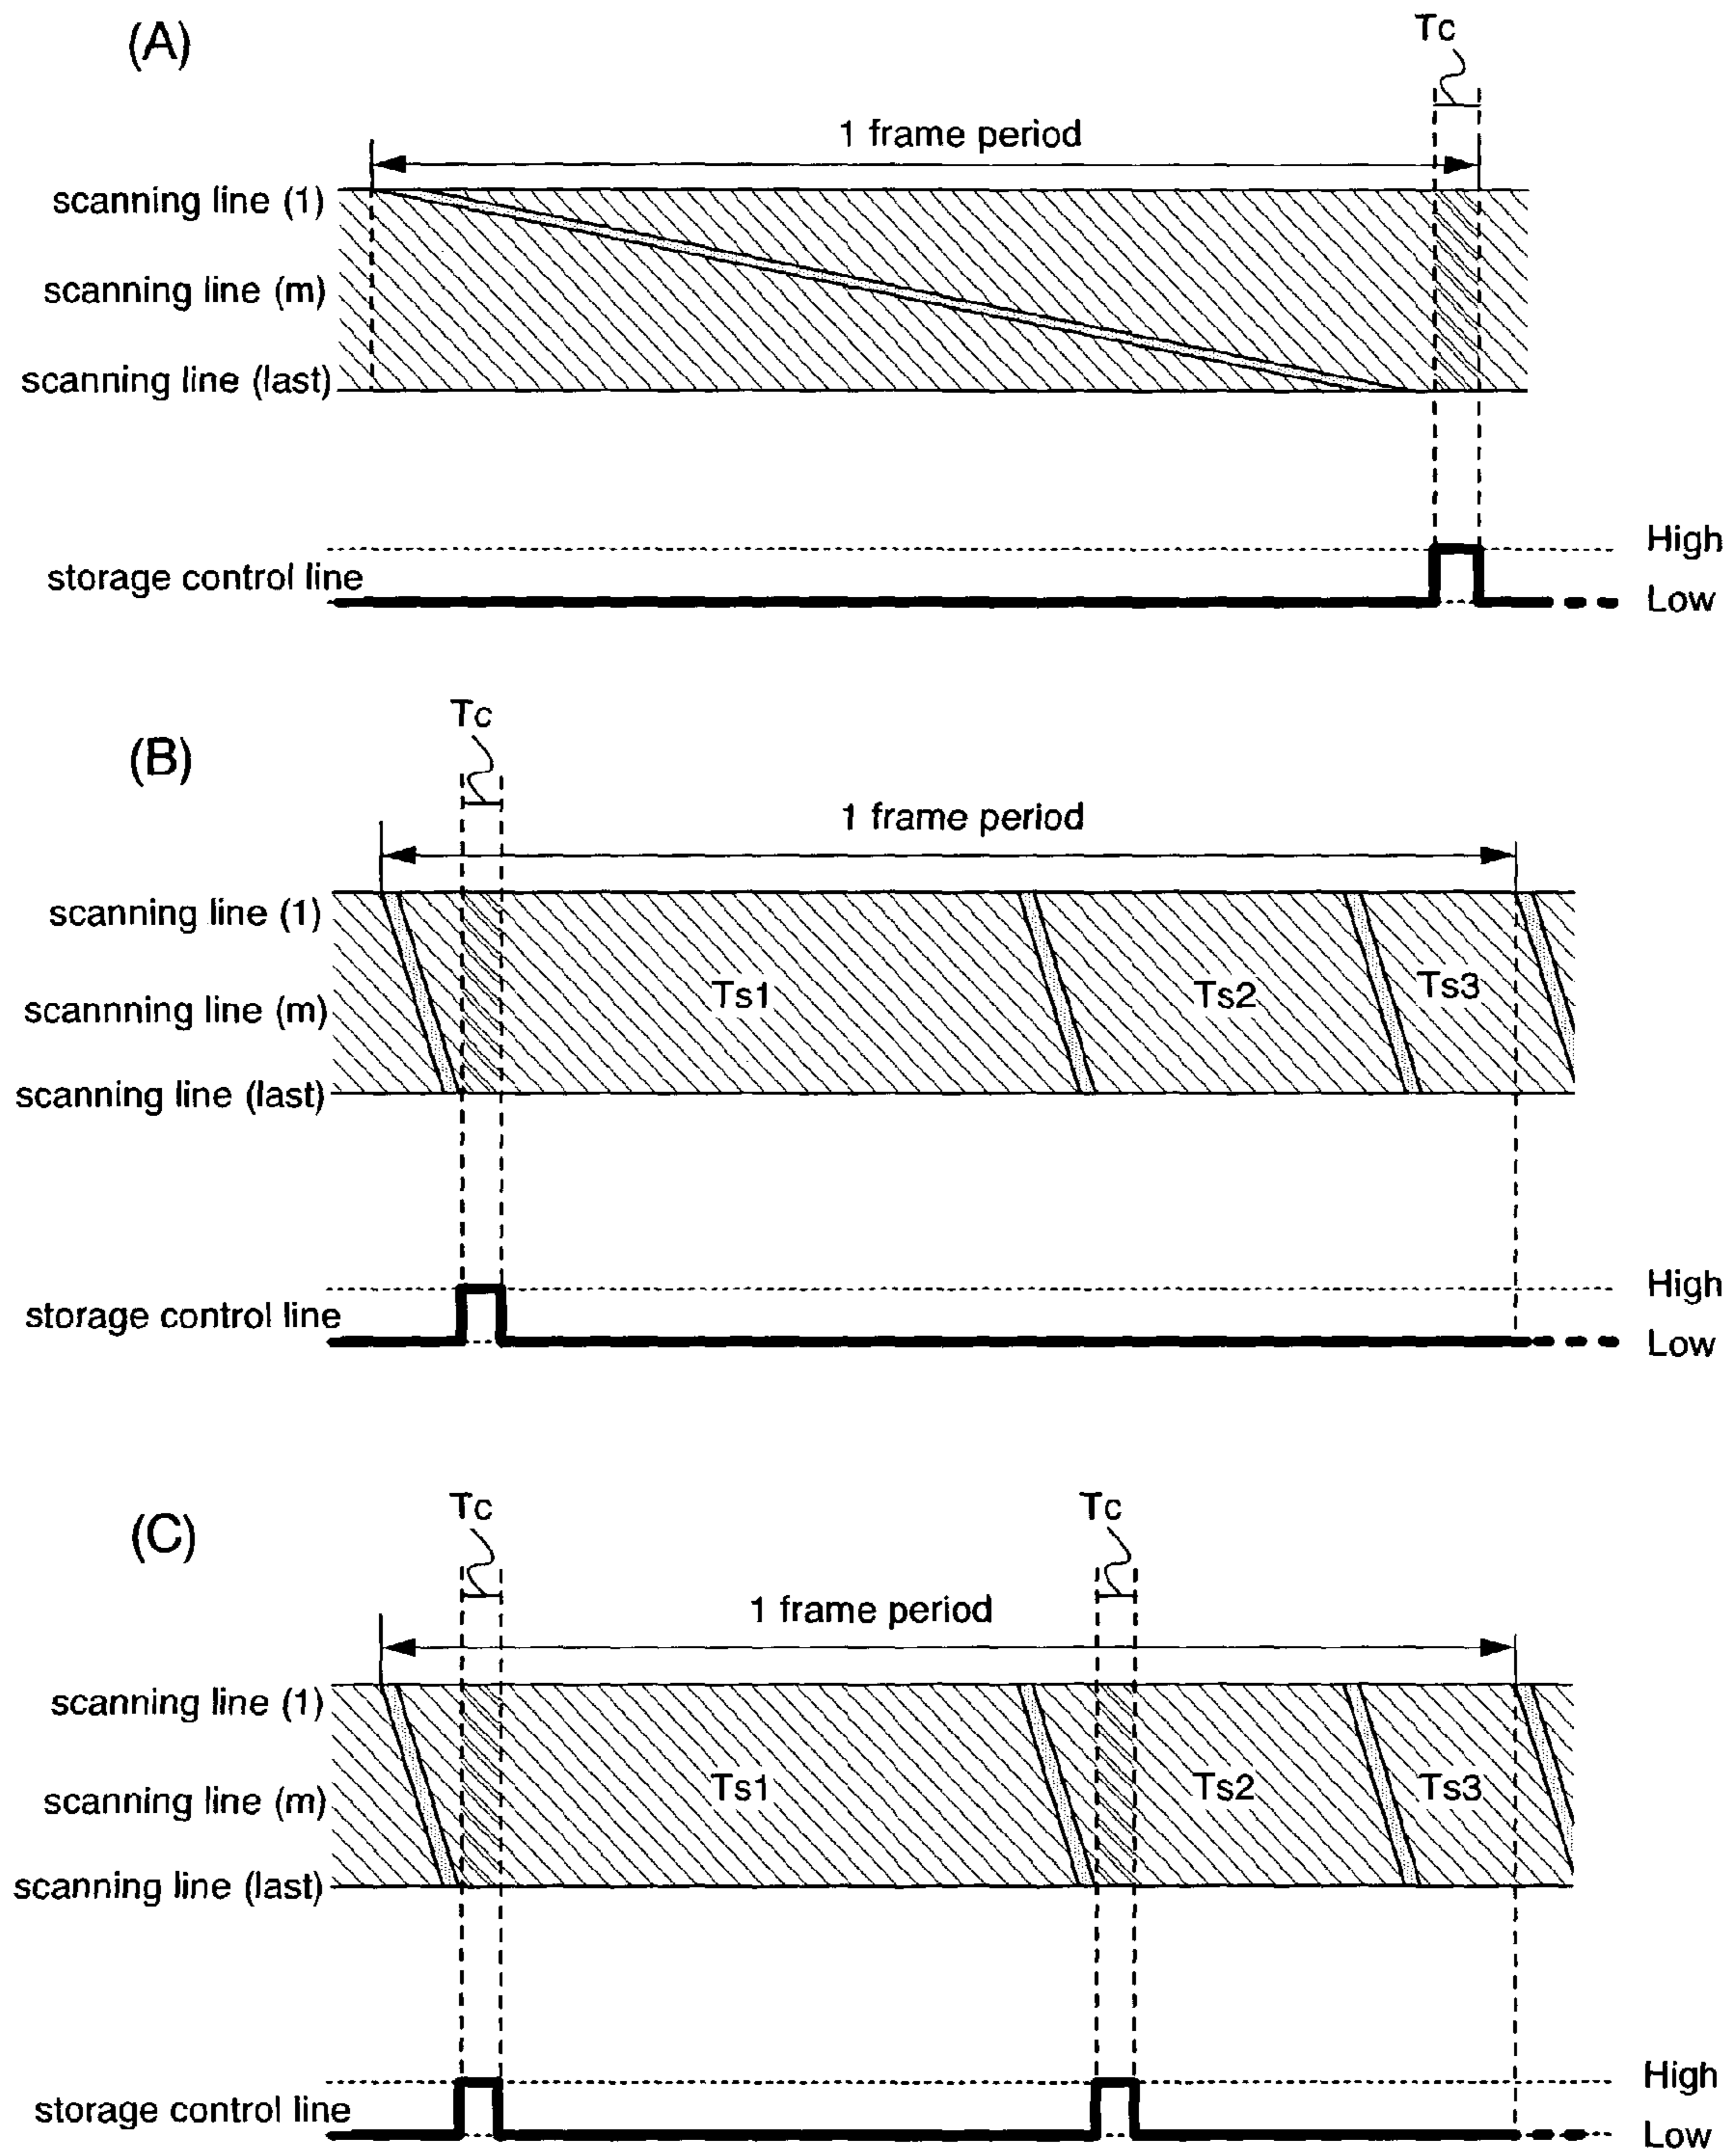 (A)
Tc
1 frame period
scanning line (1)
scanning line (m)
scanning line (last)
High
storage control line
Low
Tc
(B)
1 frame period
scanning line (1)
Ts1 Ts2 Ts3
scannning line (m)
scanning line (last)
High
storage control line
Low
Tc Tc
(C)
1 frame period
scanning line (1)
Ts1 Ts2 Ts3
scanning line (m)
scanning line (last)
High
storage control line
Low